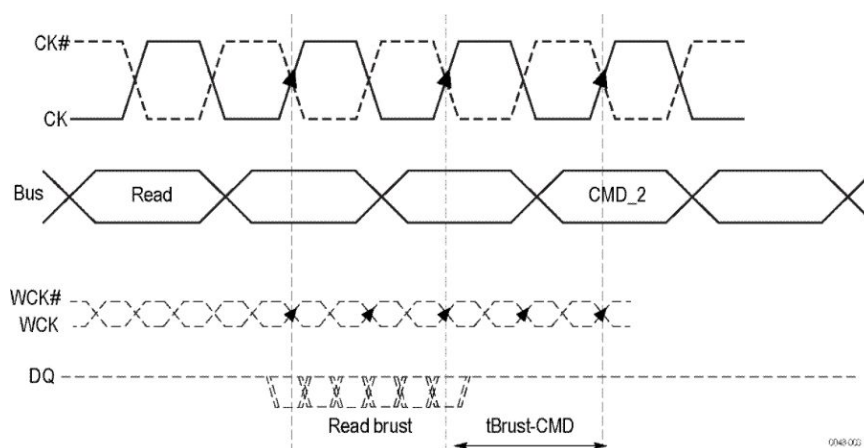 CK#
CK
Bus
Read
CMD_2
WCK#
WCK
DQ
Read brust
tBrust-CMD